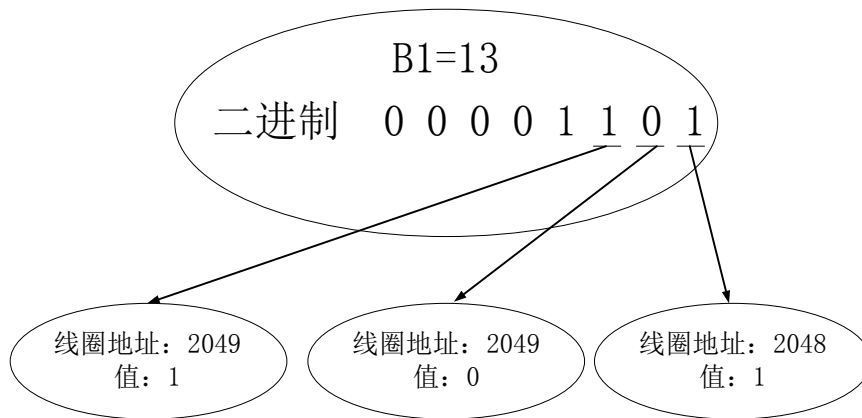 B1=13
二进制 0 0 0 0 1 1 0 1
线圈地址：2049
值：1
线圈地址：2049
值：0
线圈地址：2048
值：1